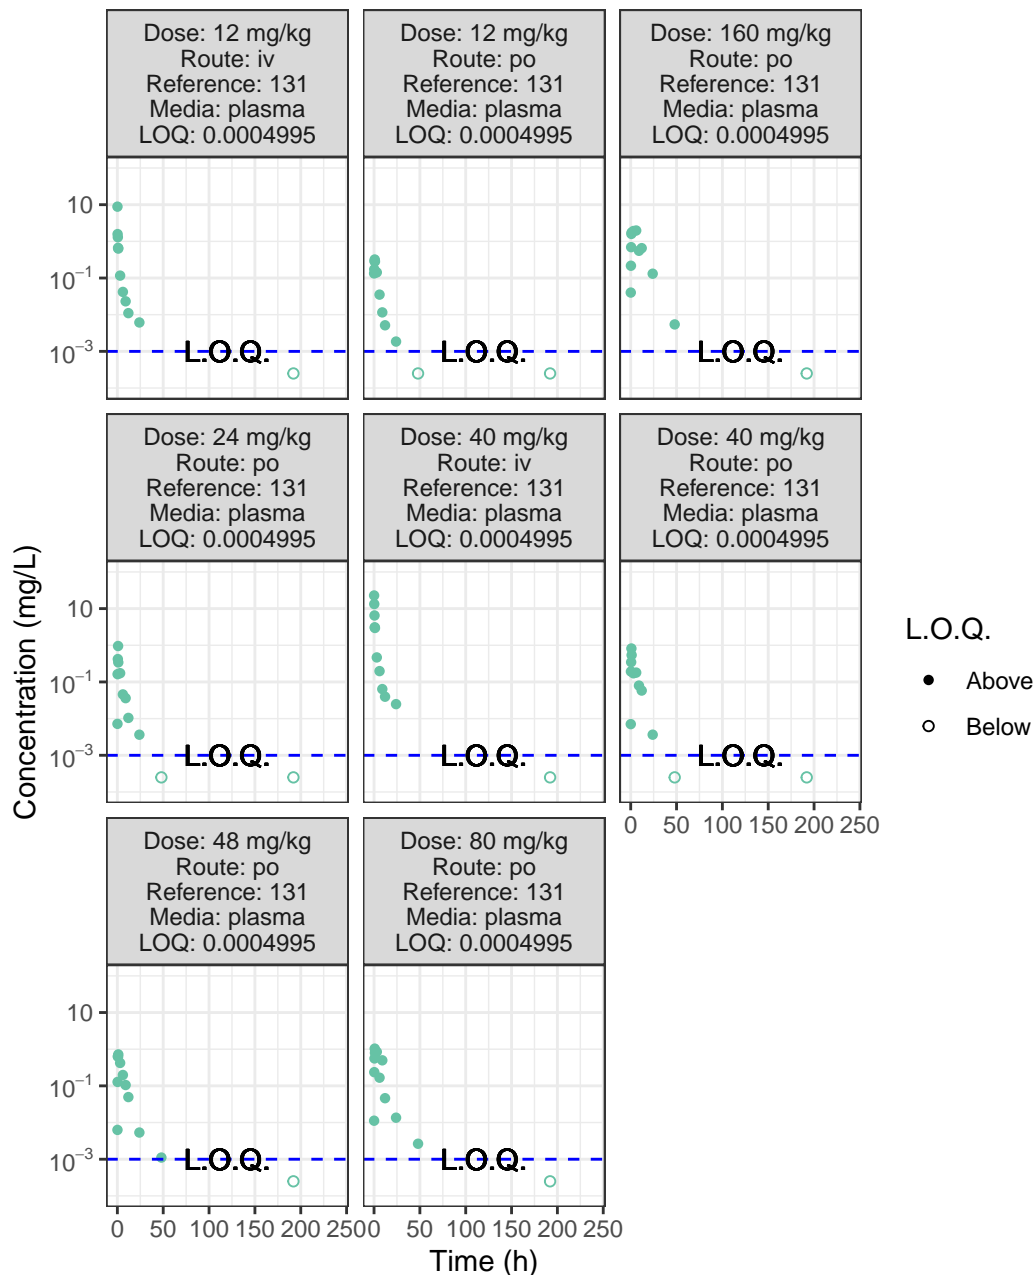 Dose: 12 mg/kg
Route: iv
Reference: 131
Media: plasma
LOQ: 0.0004995
Dose: 12 mg/kg
Route: po
Reference: 131
Media: plasma
LOQ: 0.0004995
Dose: 160 mg/kg
Route: po
Reference: 131
Media: plasma
LOQ: 0.0004995
10
10⁻¹
10⁻³
L.O.Q.
L.O.Q.
L.O.Q.
Dose: 24 mg/kg
Route: po
Reference: 131
Media: plasma
LOQ: 0.0004995
Dose: 40 mg/kg
Route: iv
Reference: 131
Media: plasma
LOQ: 0.0004995
Dose: 40 mg/kg
Route: po
Reference: 131
Media: plasma
LOQ: 0.0004995
10
10⁻¹
10⁻³
L.O.Q.
L.O.Q.
L.O.Q.
0 50 100 150 200 250
Dose: 48 mg/kg
Route: po
Reference: 131
Media: plasma
LOQ: 0.0004995
Dose: 80 mg/kg
Route: po
Reference: 131
Media: plasma
LOQ: 0.0004995
10
10⁻¹
10⁻³
L.O.Q.
L.O.Q.
0 50 100 150 200 250
0 50 100 150 200 250
Time (h)
Concentration (mg/L)
L.O.Q.
Above
Below